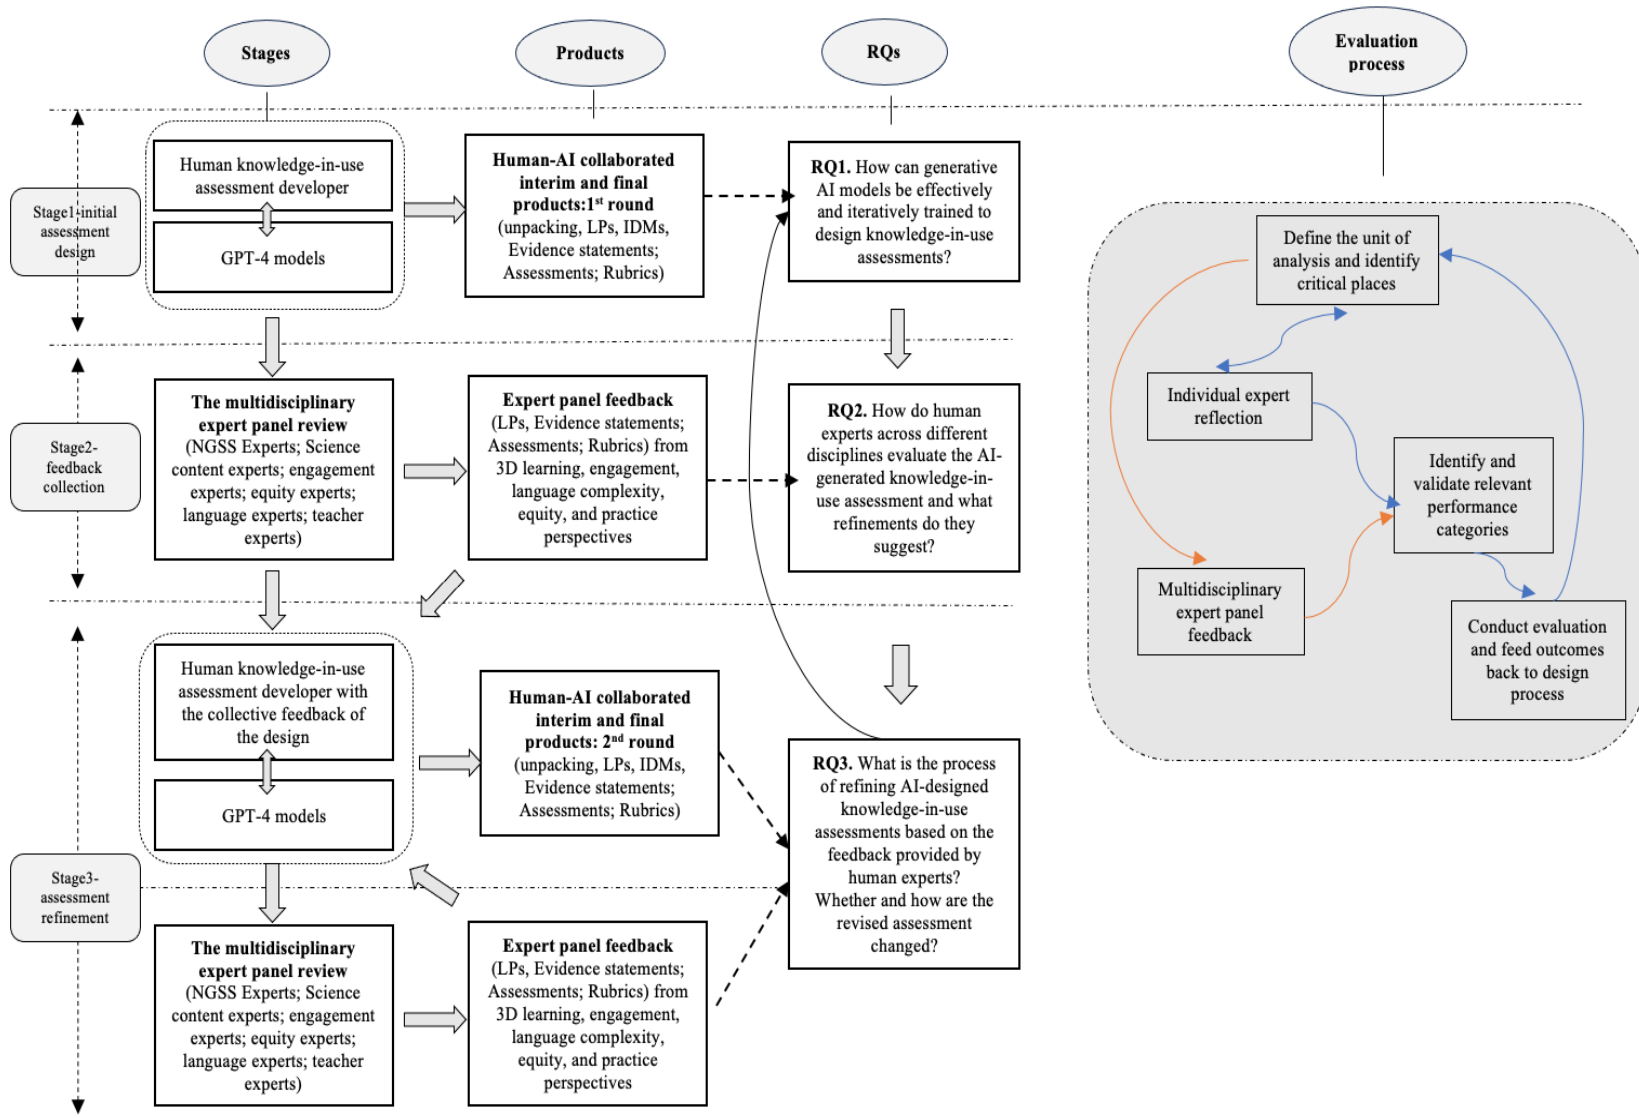 Stages
Products
RQs
Evaluation
process
Stage1-initial
assessment
design
Human knowledge-in-use
assessment developer
GPT-4 models
Human-AI collaborated
interim and final
products:1st round
(unpacking, LPs, IDMs,
Evidence statements;
Assessments; Rubrics)
RQ1. How can generative
AI models be effectively
and iteratively trained to
design knowledge-in-use
assessments?
Stage2-
feedback
collection
The multidisciplinary
expert panel review
(NGSS Experts; Science
content experts; engagement
experts; equity experts;
language experts; teacher
experts)
Expert panel feedback
(LPs, Evidence statements;
Assessments; Rubrics) from
3D learning, engagement,
language complexity,
equity, and practice
perspectives
RQ2. How do human
experts across different
disciplines evaluate the AI-
generated knowledge-in-
use assessment and what
refinements do they
suggest?
Stage3-
assessment
refinement
Human knowledge-in-use
assessment developer with
the collective feedback of
the design
GPT-4 models
Human-AI collaborated
interim and final
products: 2nd round
(unpacking, LPs, IDMs,
Evidence statements;
Assessments; Rubrics)
RQ3. What is the process
of refining AI-designed
knowledge-in-use
assessments based on the
feedback provided by
human experts?
Whether and how are the
revised assessment
changed?
The multidisciplinary
expert panel review
(NGSS Experts; Science
content experts; engagement
experts; equity experts;
language experts; teacher
experts)
Expert panel feedback
(LPs, Evidence statements;
Assessments; Rubrics) from
3D learning, engagement,
language complexity,
equity, and practice
perspectives
Define the unit of
analysis and identify
critical places
Individual expert
reflection
Identify and
validate relevant
performance
categories
Multidisciplinary
expert panel
feedback
Conduct evaluation
and feed outcomes
back to design
process